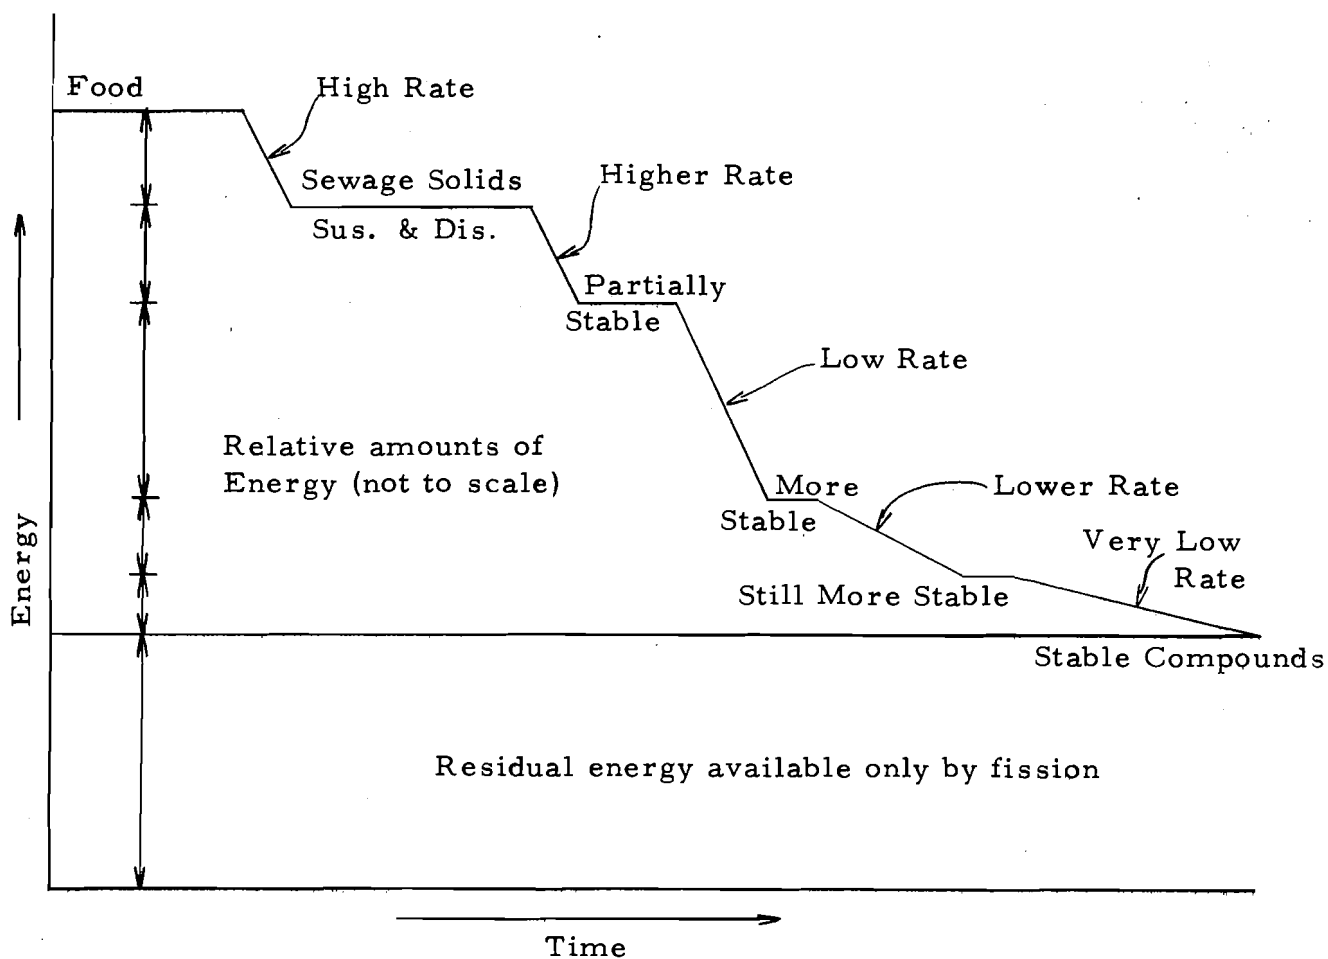 Food
High Rate
Sewage Solids
Sus. & Dis.
Higher Rate
Partially
Stable
Low Rate
Relative amounts of
Energy (not to scale)
More
Stable
Lower Rate
Very Low
Rate
Still More Stable
Stable Compounds
Energy
Residual energy available only by fission
Time